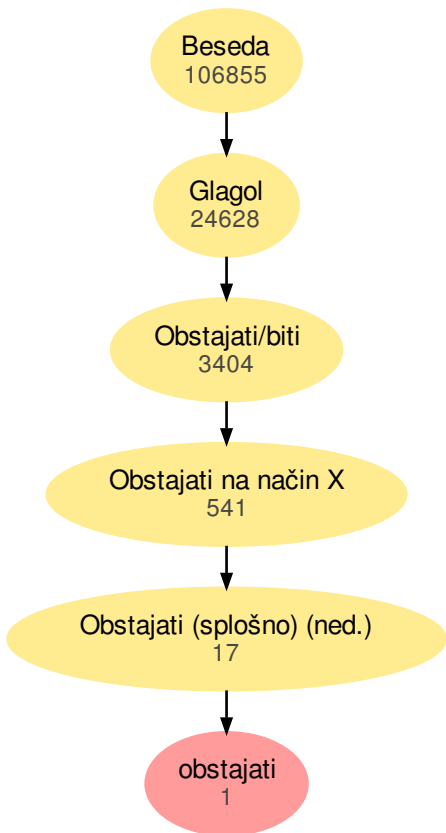 Beseda
106855
Glagol
24628
Obstajati/biti
3404
Obstajati na način X
541
Obstajati (splošno) (ned.)
17
obstajati
1